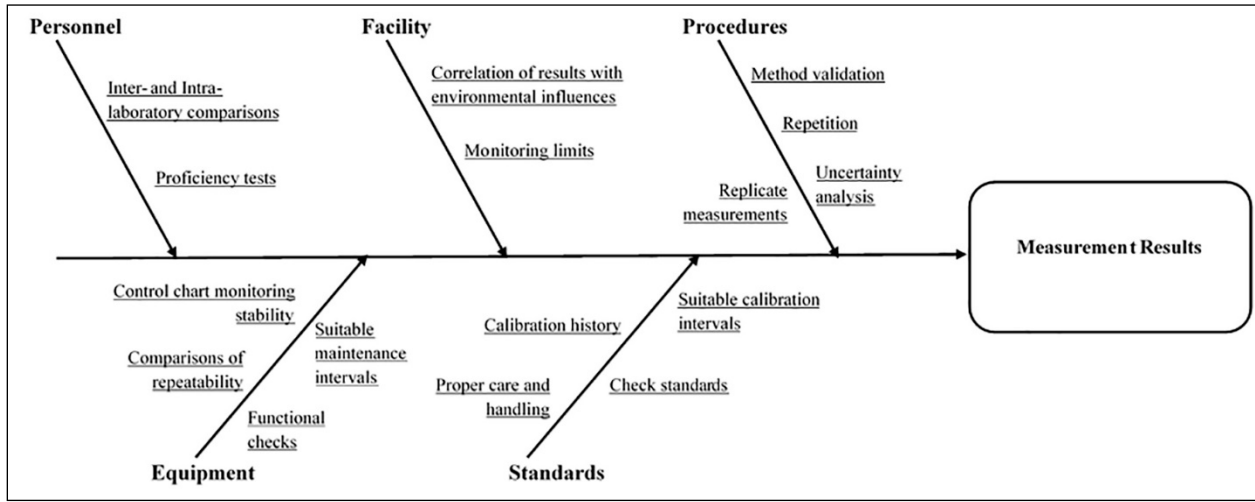 Personnel
Facility
Procedures
Inter- and Intra-
laboratory comparisons
Proficiency tests
Correlation of results with
environmental influences
Monitoring limits
Method validation
Repetition
Uncertainty
analysis
Replicate
measurements
Measurement Results
Control chart monitoring
stability
Suitable
maintenance
intervals
Comparisons of
repeatability
Functional
checks
Equipment
Suitable calibration
intervals
Calibration history
Proper care and
handling
Check standards
Standards